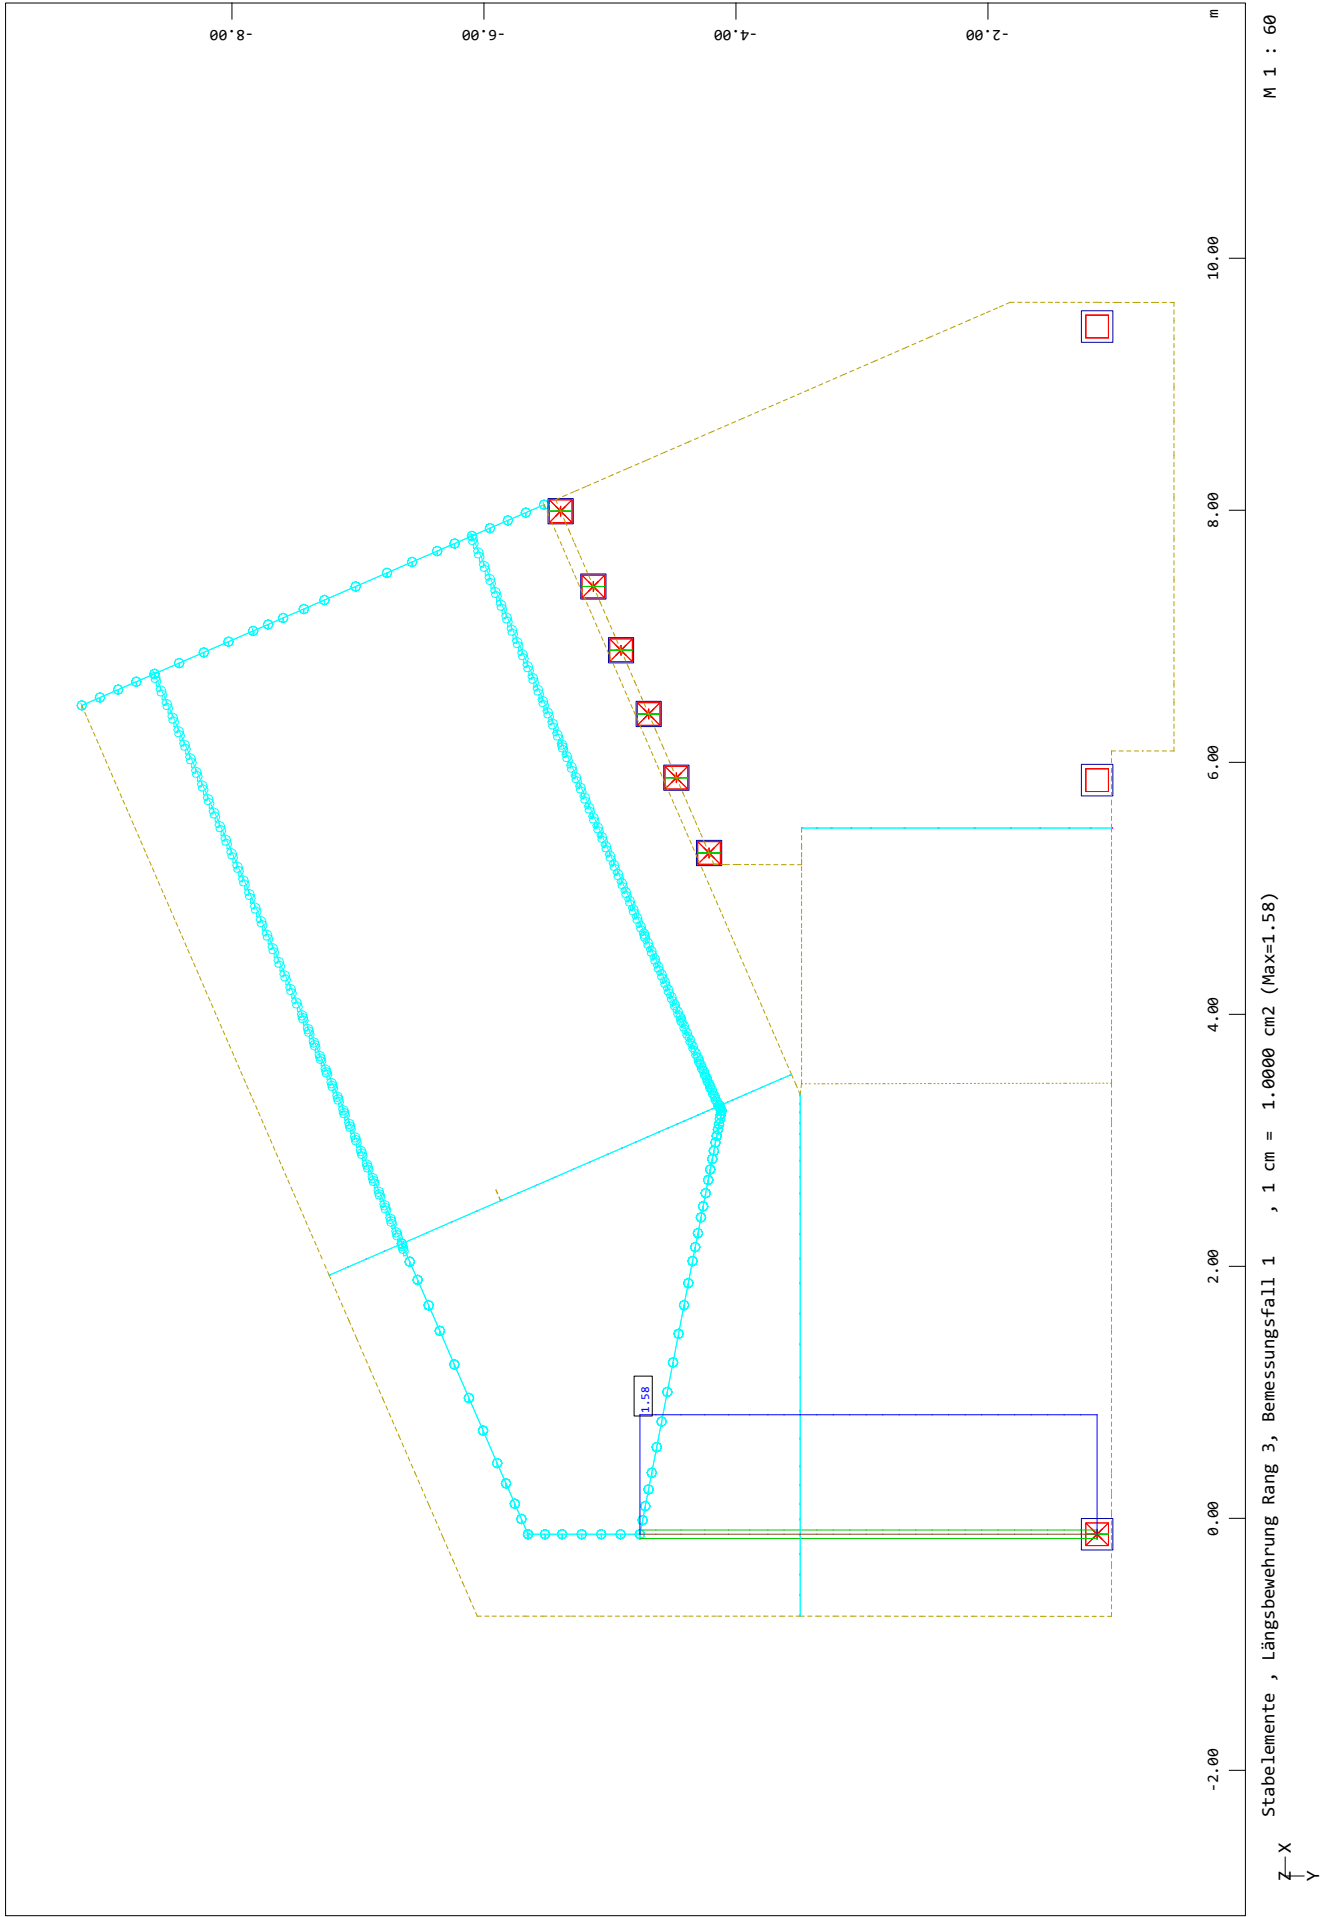 M 1 : 60
Stabelemente , Längsbewehrung Rang 3, Bemessungsfall 1 , 1 cm = 1.0000 cm2 (Max=1.58)
-8.00
-6.00
-4.00
-2.00
m
-2.00
0.00
2.00
4.00
6.00
8.00
10.00
1.58
X
Y
Z